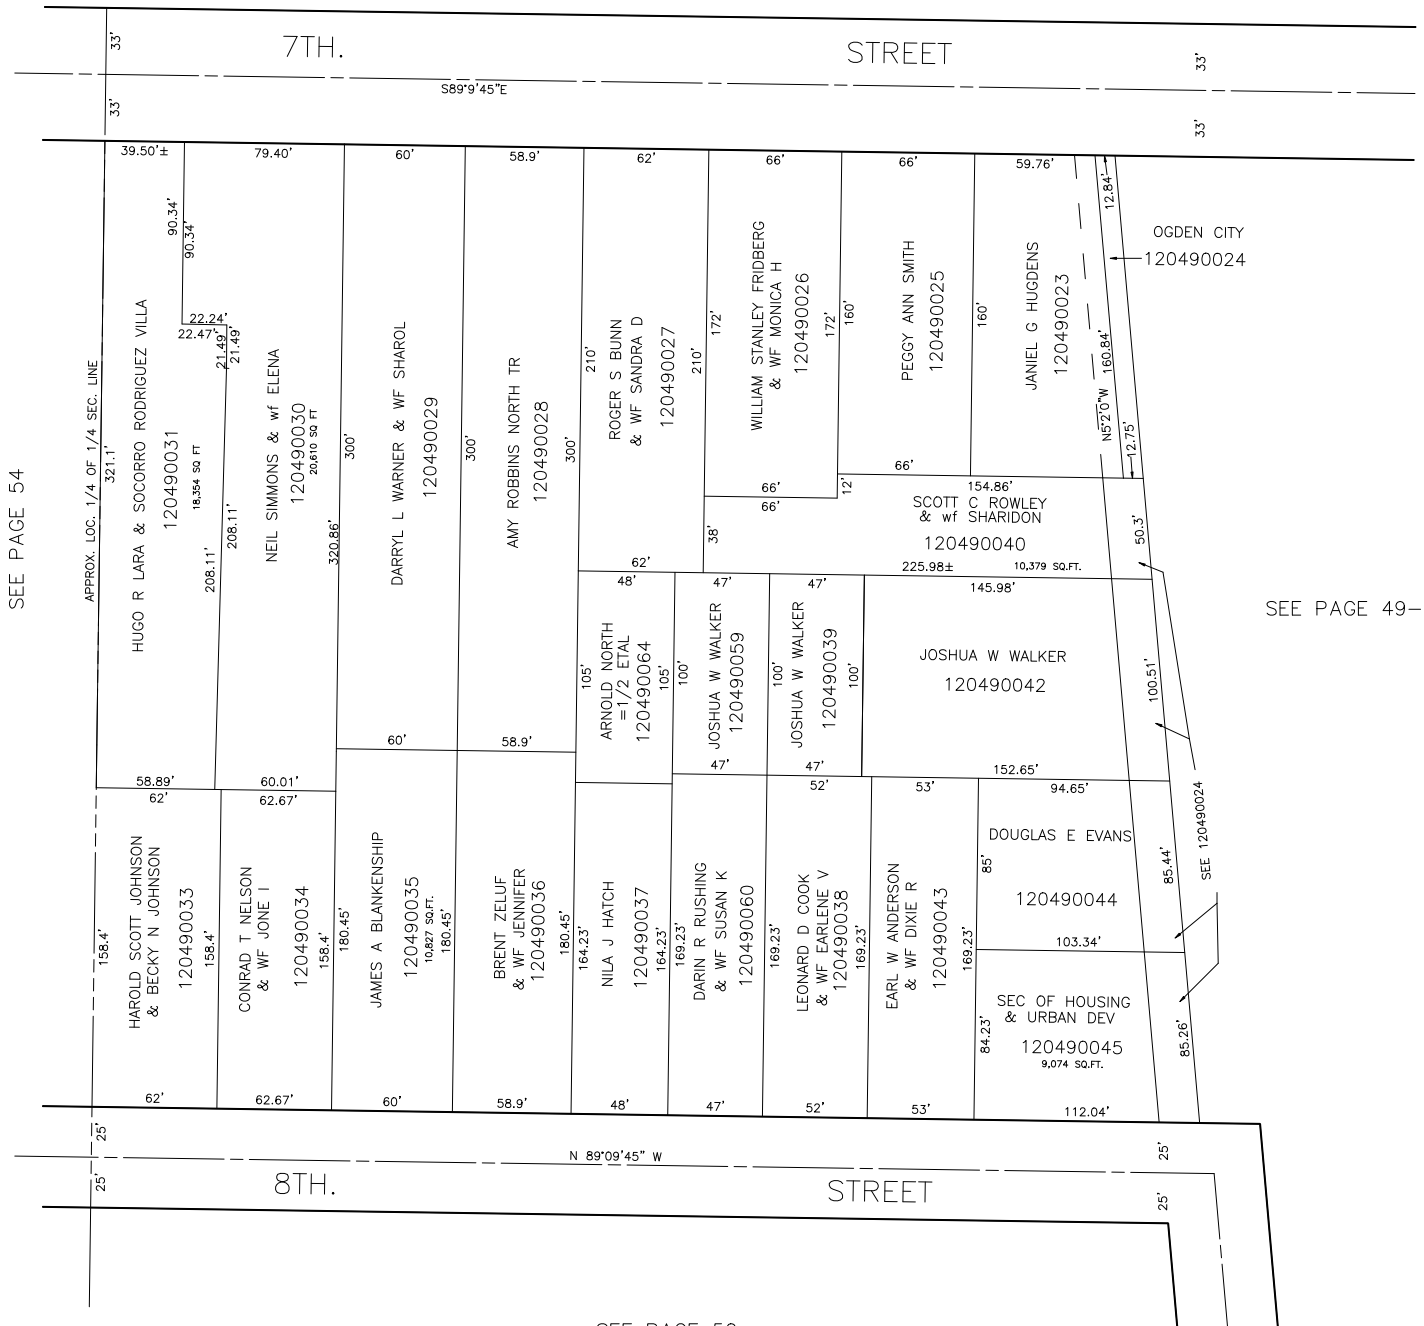 7TH. STREET
33'
33'
33'
33'
S89°9'45"E
39.50'±
79.40'
60'
58.9'
62'
66'
66'
59.76'
12.84'
90.34'
90.34'
22.24'
22.47'
21.49'
21.49'
APPROX. LOC. 1/4 OF 1/4 SEC. LINE
321.1'
HUGO R LARA & SOCORRO RODRIGUEZ VILLA
120490031
18,354 SQ FT
208.11'
208.11'
NEIL SIMMONS & wf ELENA
120490030
20,610 SQ FT
320.86'
300'
DARRYL L WARNER & WF SHAROL
120490029
300'
AMY ROBBINS NORTH TR
120490028
300'
210'
ROGER S BUNN
& WF SANDRA D
120490027
210'
172'
WILLIAM STANLEY FRIDBERG
& WF MONICA H
120490026
172'
160'
PEGGY ANN SMITH
120490025
160'
JANIEL G HUGDENS
120490023
N5°2'0"W
160.84'
12.75'
OGDEN CITY
120490024
SEE PAGE 54
SEE PAGE 49-
66'
66'
66'
12'
38'
62'
154.86'
SCOTT C ROWLEY
& wf SHARIDON
120490040
225.98±
10,379 SQ.FT.
50.3'
48'
47'
47'
145.98'
105'
ARNOLD NORTH
=1/2 ETAL
120490064
105'
100'
JOSHUA W WALKER
120490059
100'
JOSHUA W WALKER
120490039
100'
JOSHUA W WALKER
120490042
100.51'
58.89'
60.01'
60'
58.9'
47'
47'
152.65'
62'
62.67'
52'
53'
94.65'
158.4'
HAROLD SCOTT JOHNSON
& BECKY N JOHNSON
120490033
158.4'
CONRAD T NELSON
& WF JONE I
120490034
158.4'
180.45'
JAMES A BLANKENSHIP
120490035
10,827 SQ.FT.
180.45'
BRENT ZELUF
& WF JENNIFER
120490036
180.45'
164.23'
NILA J HATCH
120490037
164.23'
169.23'
DARIN R RUSHING
& WF SUSAN K
120490060
169.23'
LEONARD D COOK
& WF EARLENE V
120490038
169.23'
EARL W ANDERSON
& WF DIXIE R
120490043
169.23'
85'
DOUGLAS E EVANS
120490044
103.34'
85.44'
SEE 120490024
84.23'
SEC OF HOUSING
& URBAN DEV
120490045
9,074 SQ.FT.
85.26'
62'
62.67'
60'
58.9'
48'
47'
52'
53'
112.04'
25'
25'
25'
25'
N 89°09'45" W
8TH. STREET